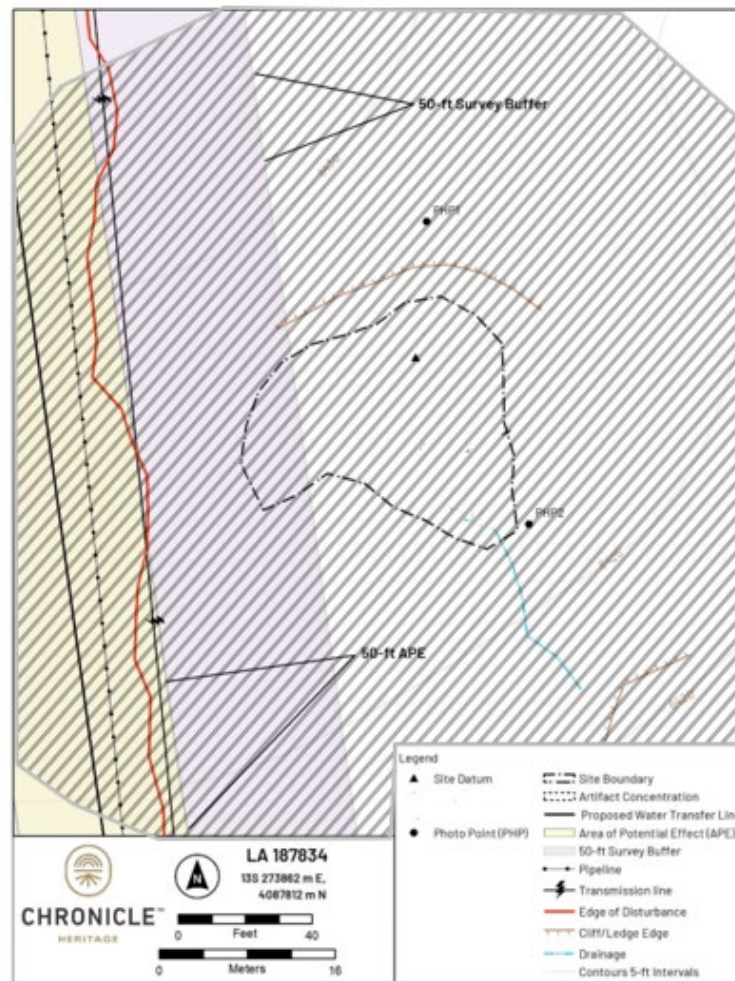 50-ft Survey Buffer
PHP1
PHP2
50-ft APE
Legend
Site Datum
Photo Point (PHP)
Site Boundary
Artifact Concentration
Proposed Water Transfer Lin
Area of Potential Effect (APE)
50-ft Survey Buffer
Pipeline
Transmission line
Edge of Disturbance
Cliff/Ledge Edge
Drainage
Contours 5-ft Intervals
N
LA 187834
13S 273862 m E,
4087812 m N
CHRONICLE™
HERITAGE
0 Feet 40
0 Meters 16